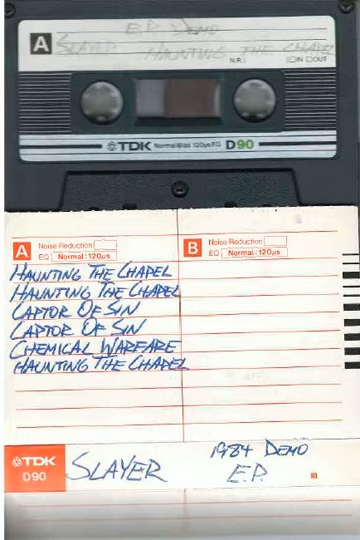 E.P. DEMO
A SLAYER HAUNTING THE CHAPEL
N.R. IN OUT
TDK Normal Bias 120μs EQ D90
A Noise Reduction
EQ Normal:120μs
B Noise Reduction
EQ Normal:120μs
HAUNTING THE CHAPEL
HAUNTING THE CHAPEL
CAPTOR OF SIN
CAPTOR OF SIN
CHEMICAL WARFARE
HAUNTING THE CHAPEL
TDK
D90
SLAYER
1984 DEMO
E.P.